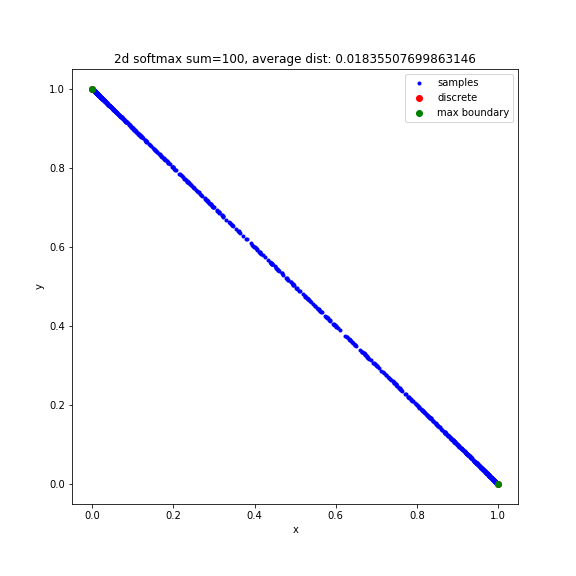 2d softmax sum=100, average dist: 0.01835507699863146
samples
discrete
max boundary
1.0
0.8
0.6
0.4
0.2
0.0
y
0.0 0.2 0.4 0.6 0.8 1.0
x